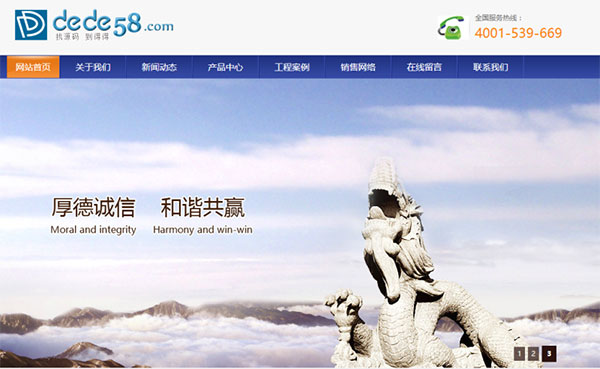 dede58.com
找源码 到得得
全国服务热线：
4001-539-669
网站首页 关于我们 新闻动态 产品中心 工程案例 销售网络 在线留言 联系我们
厚德诚信 和谐共赢
Moral and integrity Harmony and win-win
1 2 3